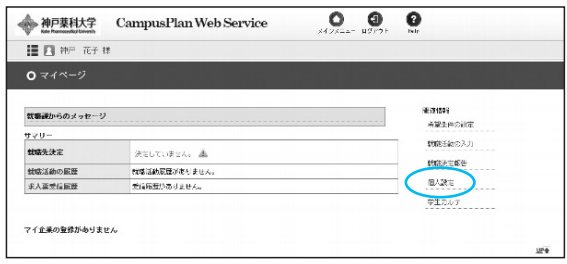 神戸薬科大学 CampusPlan Web Service
Kobe Pharmaceutical University
メインメニュー ログアウト Help
神戸 花子 様
マイページ
就職課からのメッセージ
関連情報
希望条件の設定
就職活動の入力
就職決定報告
個人設定
学生カルテ
サマリー
就職先決定 決定していません。
就職活動の履歴 就職活動履歴がありません。
求人票受信履歴 受信履歴がありません。
マイ企業の登録がありません